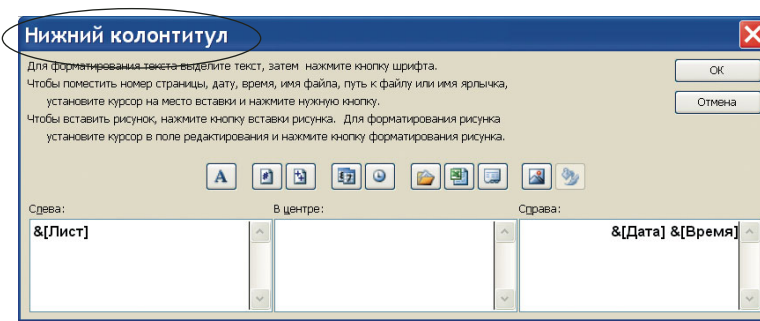 Нижний колонтитул
Для форматирования текста выделите текст, затем нажмите кнопку шрифта.
Чтобы поместить номер страницы, дату, время, имя файла, путь к файлу или имя ярлычка,
установите курсор на место вставки и нажмите нужную кнопку.
Чтобы вставить рисунок, нажмите кнопку вставки рисунка. Для форматирования рисунка
установите курсор в поле редактирования и нажмите кнопку форматирования рисунка.
ОК
Отмена
A
Слева:
В центре:
Справа:
&[Лист]
&[Дата] &[Время]